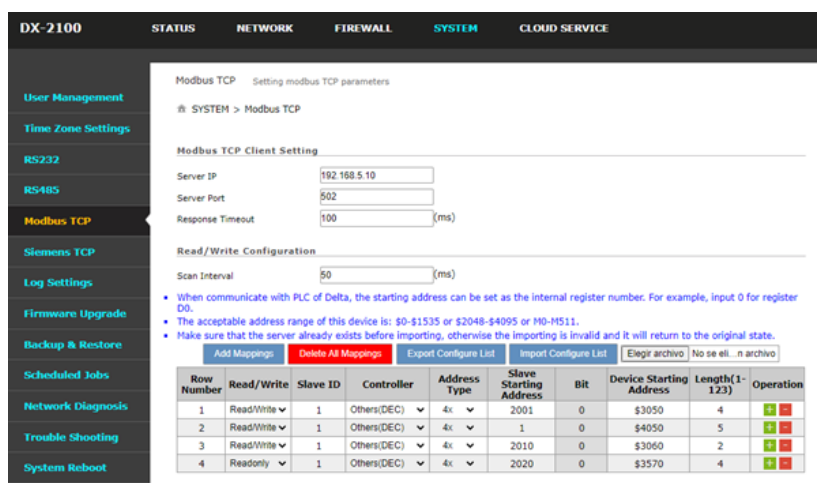 DX-2100 STATUS NETWORK FIREWALL SYSTEM CLOUD SERVICE
User Management
Time Zone Settings
RS232
RS485
Modbus TCP
Siemens TCP
Log Settings
Firmware Upgrade
Backup & Restore
Scheduled Jobs
Network Diagnosis
Trouble Shooting
System Reboot
Modbus TCP Setting modbus TCP parameters
SYSTEM > Modbus TCP
Modbus TCP Client Setting
Server IP 192.168.5.10
Server Port 502
Response Timeout 100 (ms)
Read/Write Configuration
Scan Interval 50 (ms)
When communicate with PLC of Delta, the starting address can be set as the internal register number. For example, input 0 for register
D0.
The acceptable address range of this device is: $0-$1535 or $2048-$4095 or M0-M511.
Make sure that the server already exists before importing, otherwise the importing is invalid and it will return to the original state.
Add Mappings Delete All Mappings Export Configure List Import Configure List Elegir archivo No se eli...n archivo
Row Number Read/Write Slave ID Controller Address Type Slave Starting Address Bit Device Starting Address Length(1-123) Operation
1 Read/Write 1 Others(DEC) 4x 2001 0 $3050 4 + -
2 Read/Write 1 Others(DEC) 4x 1 0 $4050 5 + -
3 Read/Write 1 Others(DEC) 4x 2010 0 $3060 2 + -
4 Readonly 1 Others(DEC) 4x 2020 0 $3570 4 + -